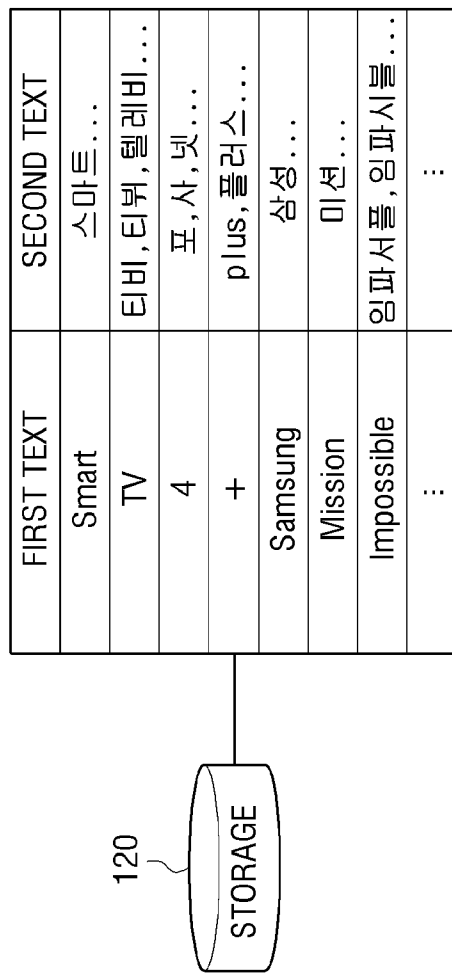 FIRST TEXT SECOND TEXT
Smart 스마트...
TV 티비,티뷔,텔레비...
4 포,사,넷...
+ plus,플러스...
Samsung 삼성...
Mission 미션...
Impossible 임파서플,임파시블...
... ...
120
STORAGE